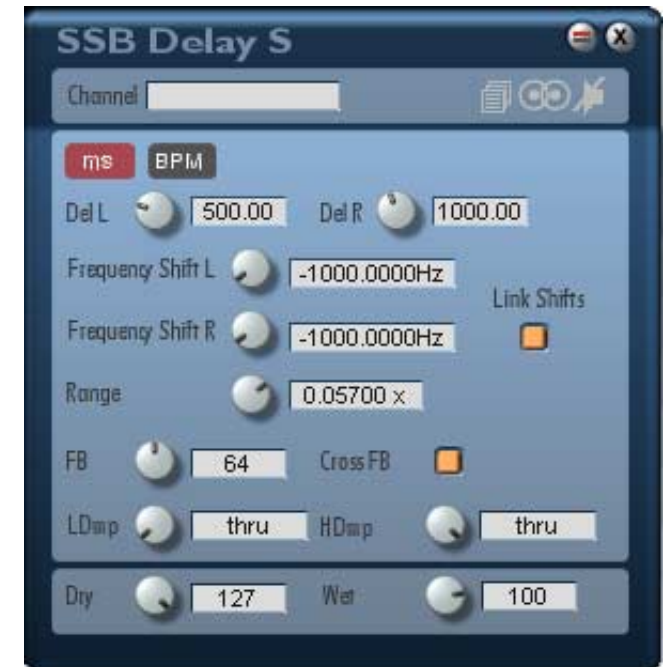 SSB Delay S
Channel
ms BPM
Del L 500.00 Del R 1000.00
Frequency Shift L -1000.0000Hz
Link Shifts
Frequency Shift R -1000.0000Hz
Range 0.05700 x
FB 64 Cross FB
LDmp thru HDmp thru
Dry 127 Wet 100